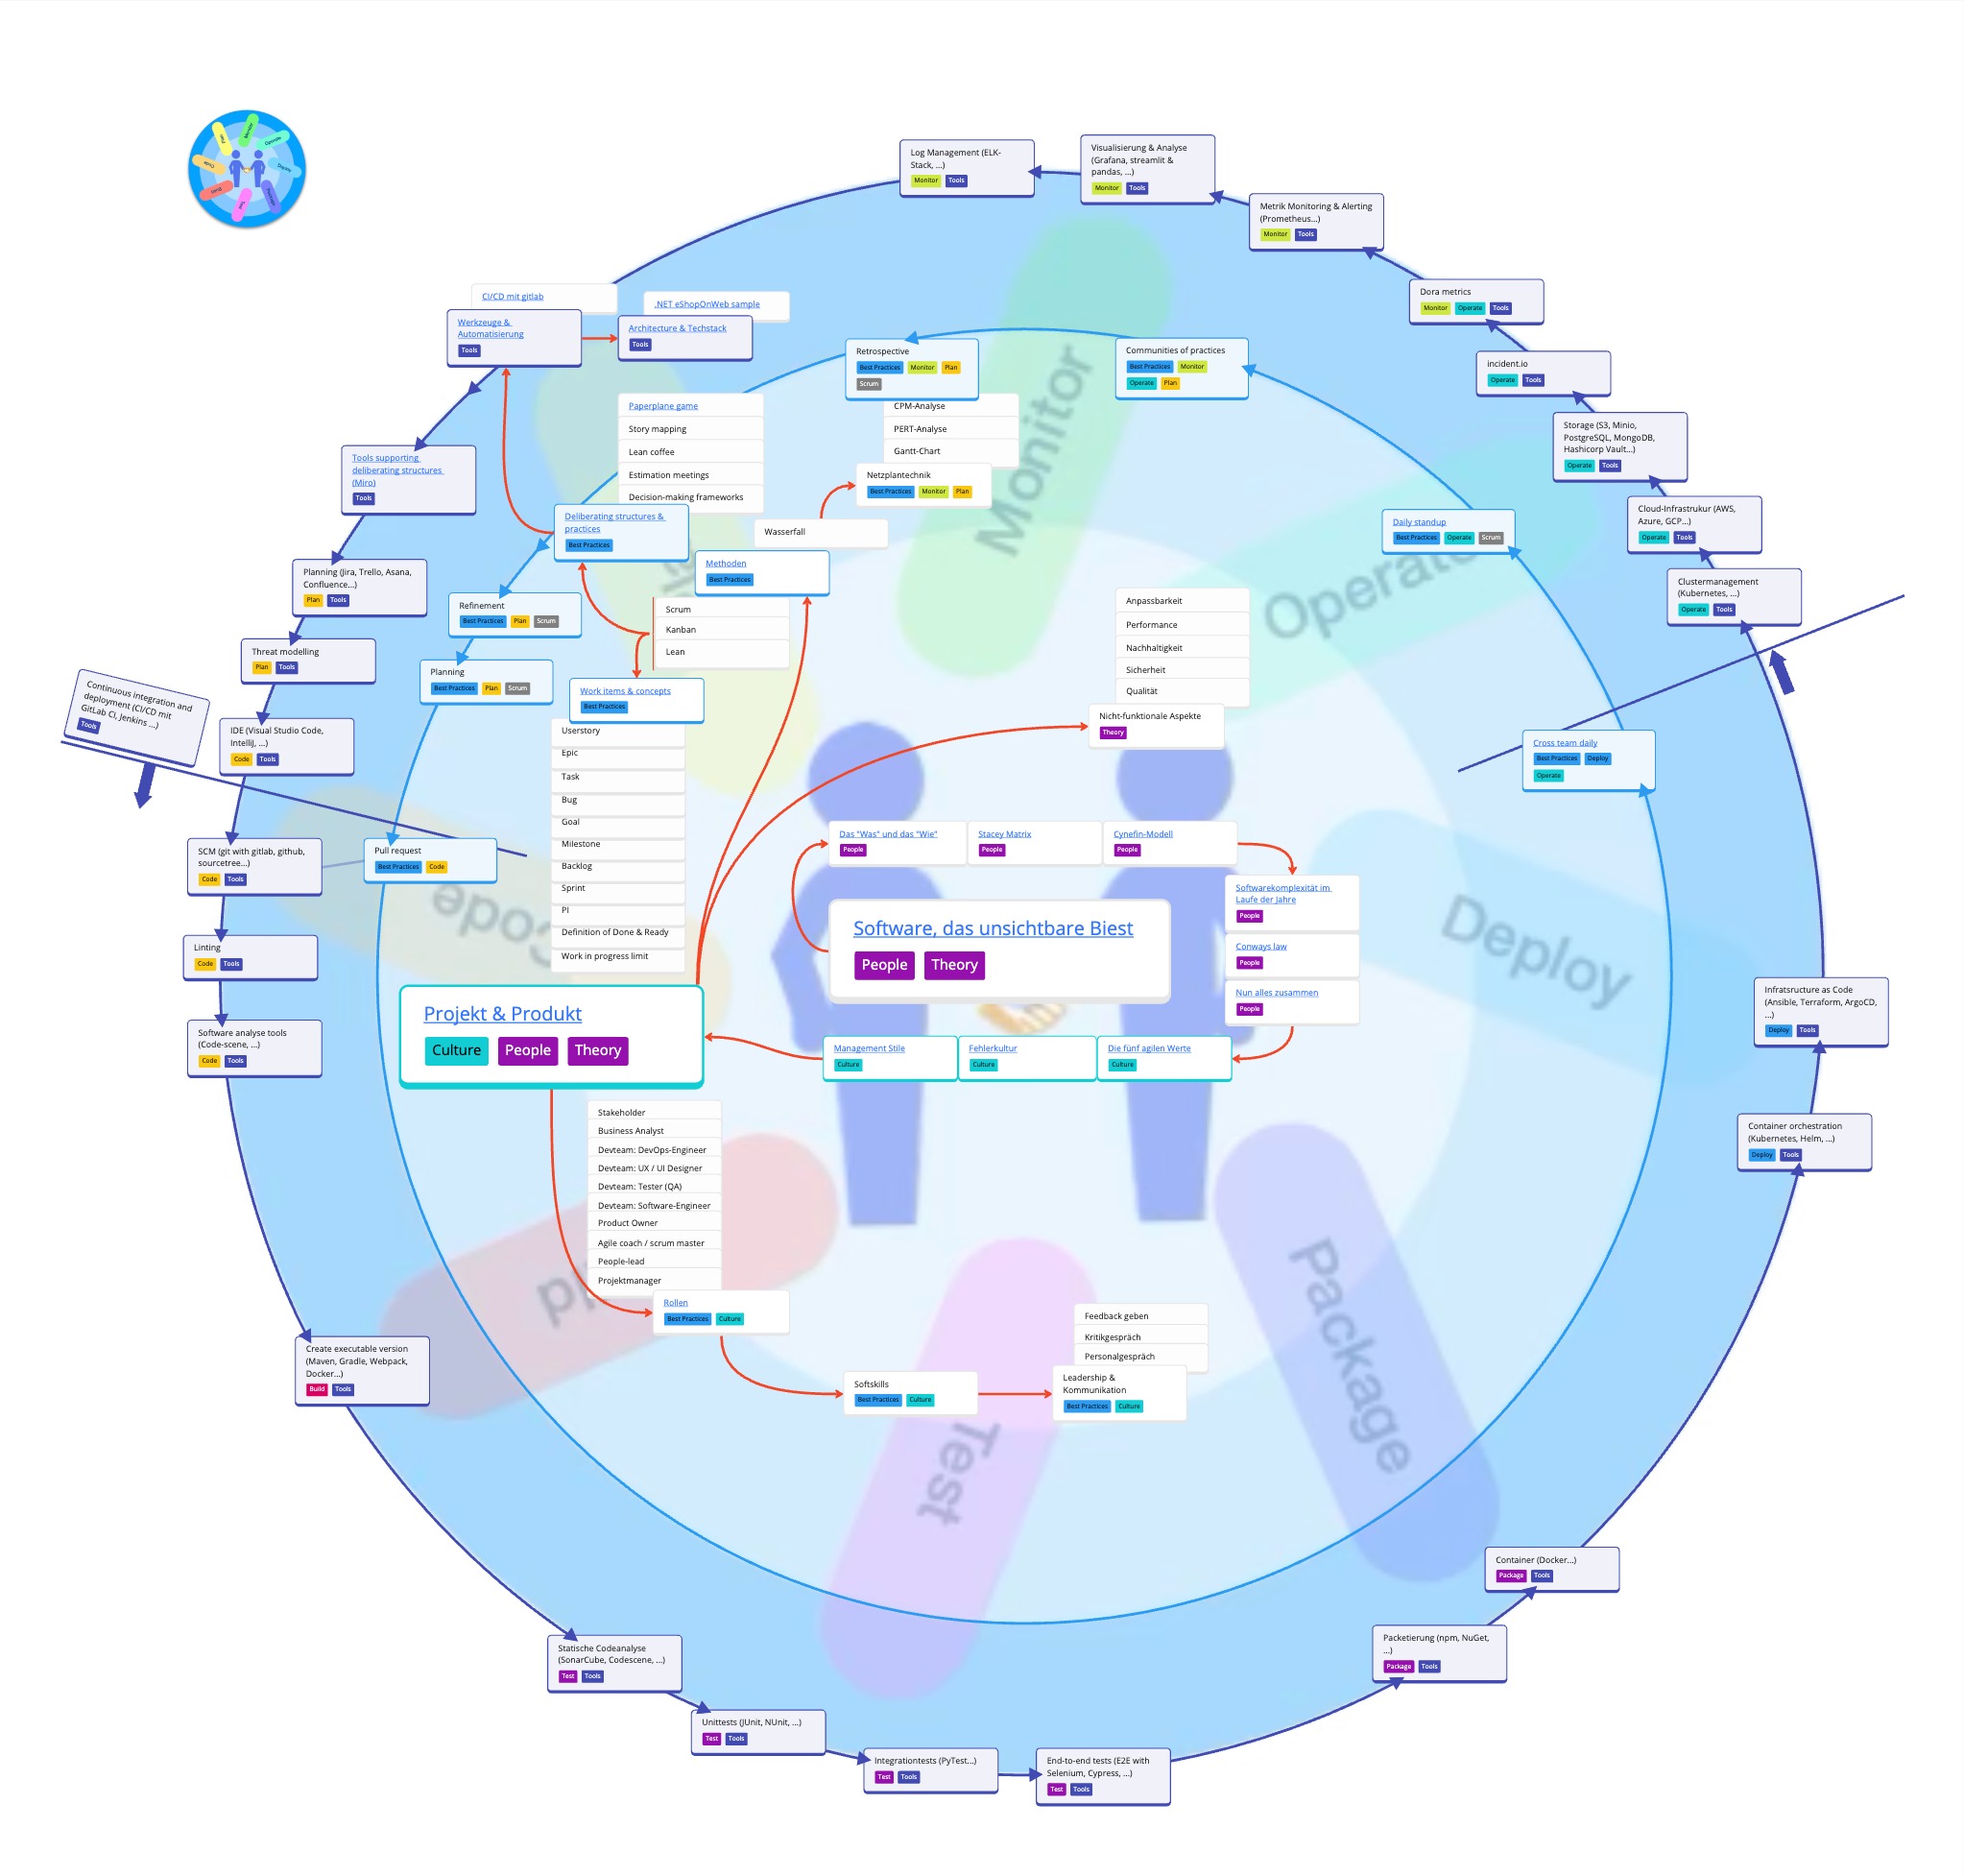 Log Management (ELK-
Stack, ...)
Monitor Tools
Visualisierung & Analyse
(Grafana, streamlit &
pandas, ...)
Monitor Tools
Metrik Monitoring & Alerting
(Prometheus...)
Monitor Tools
Dora metrics
Monitor Operate Tools
incident.io
Operate Tools
Storage (S3, Minio,
PostgreSQL, MongoDB,
Hashicorp Vault...)
Operate Tools
Cloud-Infrastrukur (AWS,
Azure, GCP...)
Operate Tools
Clustermanagement
(Kubernetes, ...)
Operate Tools
CI/CD mit gitlab
Werkzeuge &
Automatisierung
Tools
.NET eShopOnWeb sample
Architecture & Techstack
Tools
Retrospective
Best Practices Monitor Plan
Scrum
Communities of practices
Best Practices Monitor
Operate Plan
Monitor
Paperplane game
Story mapping
Lean coffee
Estimation meetings
Decision-making frameworks
CPM-Analyse
PERT-Analyse
Gantt-Chart
Netzplantechnik
Best Practices Monitor Plan
Tools supporting
deliberating structures
(Miro)
Tools
Deliberating structures &
practices
Best Practices
Wasserfall
Daily standup
Best Practices Operate Scrum
Operate
Methoden
Best Practices
Planning (Jira, Trello, Asana,
Confluence...)
Plan Tools
Refinement
Best Practices Plan Scrum
Scrum
Kanban
Lean
Anpassbarkeit
Performance
Nachhaltigkeit
Sicherheit
Qualität
Nicht-funktionale Aspekte
Theory
Threat modelling
Plan Tools
Planning
Best Practices Plan Scrum
Work items & concepts
Best Practices
Continuous integration and
deployment (CI/CD mit
GitLab CI, Jenkins ...)
Tools
IDE (Visual Studio Code,
IntelliJ, ...)
Code Tools
Userstory
Epic
Task
Bug
Goal
Milestone
Backlog
Sprint
PI
Definition of Done & Ready
Work in progress limit
Cross team daily
Best Practices Deploy
Operate
SCM (git with gitlab, github,
sourcetree...)
Code Tools
Pull request
Best Practices Code
Code
Das "Was" und das "Wie"
People
Stacey Matrix
People
Cynefin-Modell
People
Softwarekomplexität im
Laufe der Jahre
People
Conways law
People
Nun alles zusammen
People
Deploy
Software, das unsichtbare Biest
People Theory
Linting
Code Tools
Software analyse tools
(Code-scene, ...)
Code Tools
Projekt & Produkt
Culture People Theory
Management Stile
Culture
Fehlerkultur
Culture
Die fünf agilen Werte
Culture
Infratsructure as Code
(Ansible, Terraform, ArgoCD,
...)
Deploy Tools
Container orchestration
(Kubernetes, Helm, ...)
Deploy Tools
Stakeholder
Business Analyst
Devteam: DevOps-Engineer
Devteam: UX / UI Designer
Devteam: Tester (QA)
Devteam: Software-Engineer
Product Owner
Agile coach / scrum master
People-lead
Projektmanager
Rollen
Best Practices Culture
Package
Create executable version
(Maven, Gradle, Webpack,
Docker...)
Build Tools
Softskills
Best Practices Culture
Feedback geben
Kritikgespräch
Personalgespräch
Leadership &
Kommunikation
Best Practices Culture
Test
Container (Docker...)
Package Tools
Packetierung (npm, NuGet,
...)
Package Tools
Statische Codeanalyse
(SonarCube, Codescene, ...)
Test Tools
Unittests (JUnit, NUnit, ...)
Test Tools
Integrationtests (PyTest...)
Test Tools
End-to-end tests (E2E with
Selenium, Cypress, ...)
Test Tools